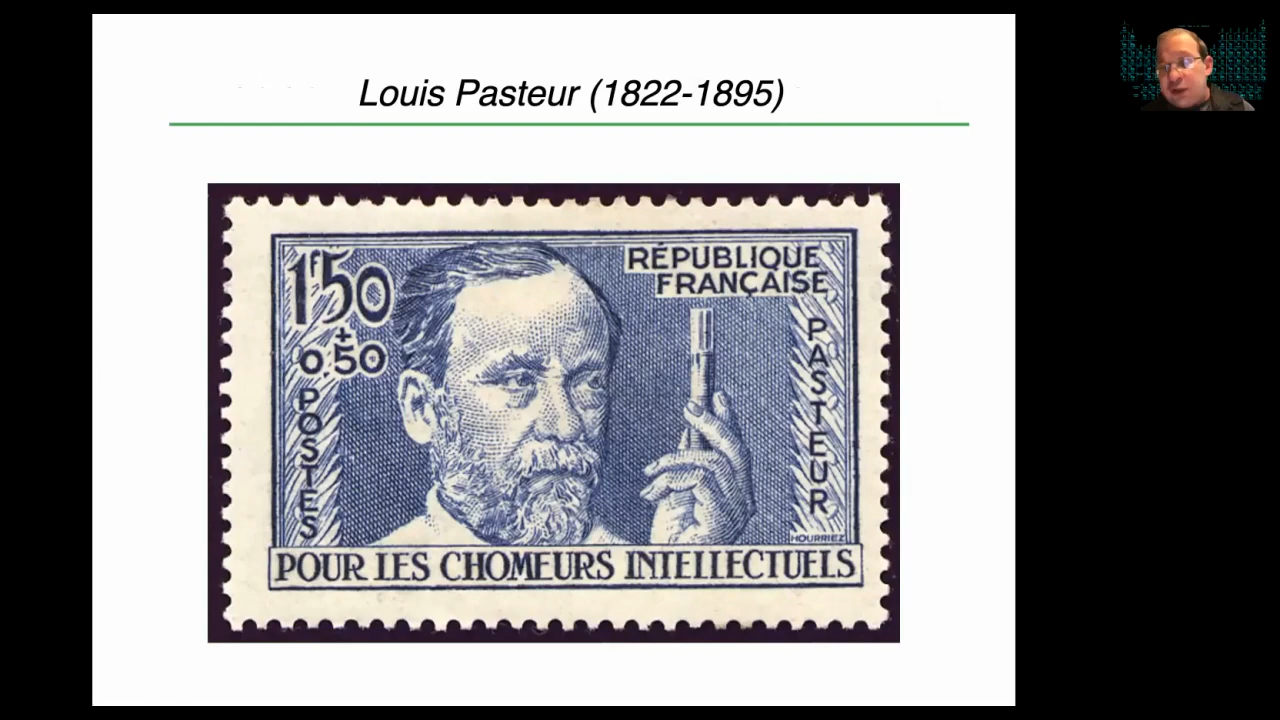 Louis Pasteur (1822-1895)
1f50
+
0,50
RÉPUBLIQUE
FRANÇAISE
POSTES
PASTEUR
HOURRIEZ
POUR LES CHOMEURS INTELLECTUELS